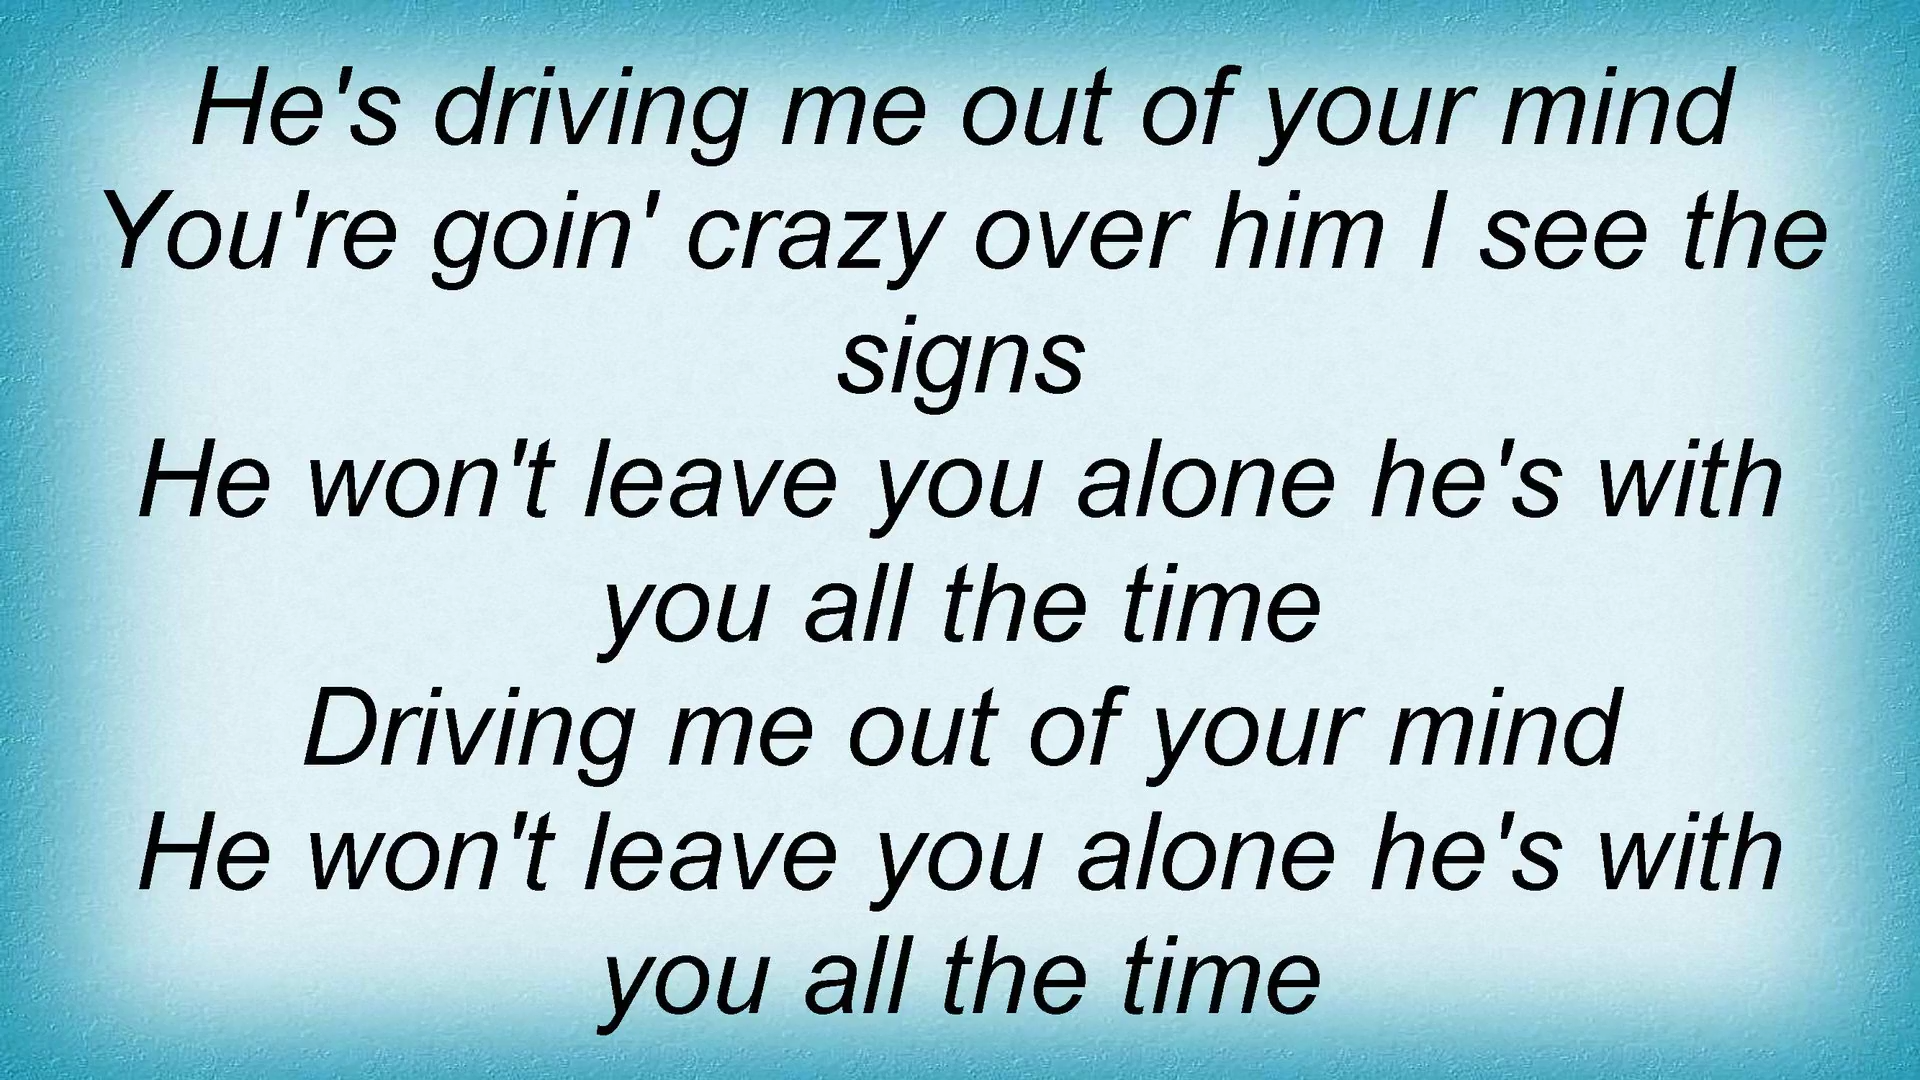 He's driving me out of your mind
You're goin' crazy over him I see the
signs
He won't leave you alone he's with
you all the time
Driving me out of your mind
He won't leave you alone he's with
you all the time